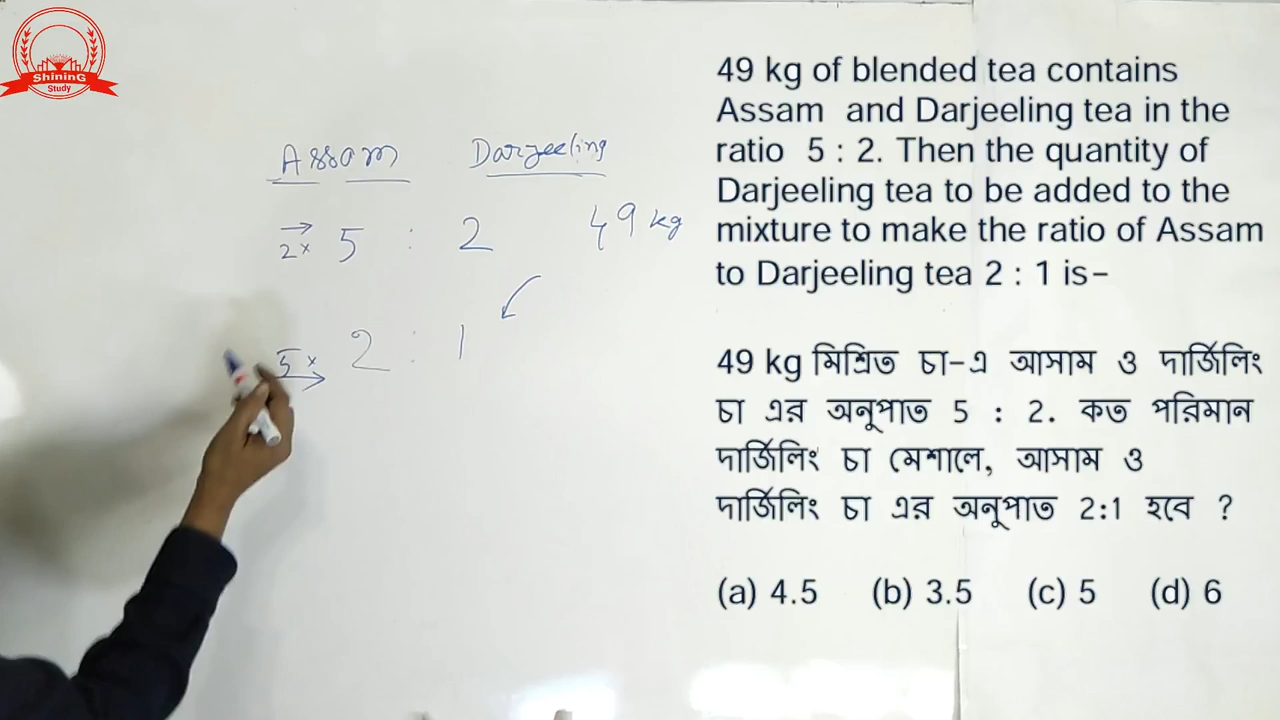 ShininG
Study
Assam Darjeeling
2× 5 : 2 49 kg
5× 2 : 1
49 kg of blended tea contains
Assam and Darjeeling tea in the
ratio 5 : 2. Then the quantity of
Darjeeling tea to be added to the
mixture to make the ratio of Assam
to Darjeeling tea 2 : 1 is-
49 kg মিশ্রিত চা-এ আসাম ও দার্জিলিং
চা এর অনুপাত 5 : 2. কত পরিমান
দার্জিলিং চা মেশালে, আসাম ও
দার্জিলিং চা এর অনুপাত 2:1 হবে ?
(a) 4.5 (b) 3.5 (c) 5 (d) 6